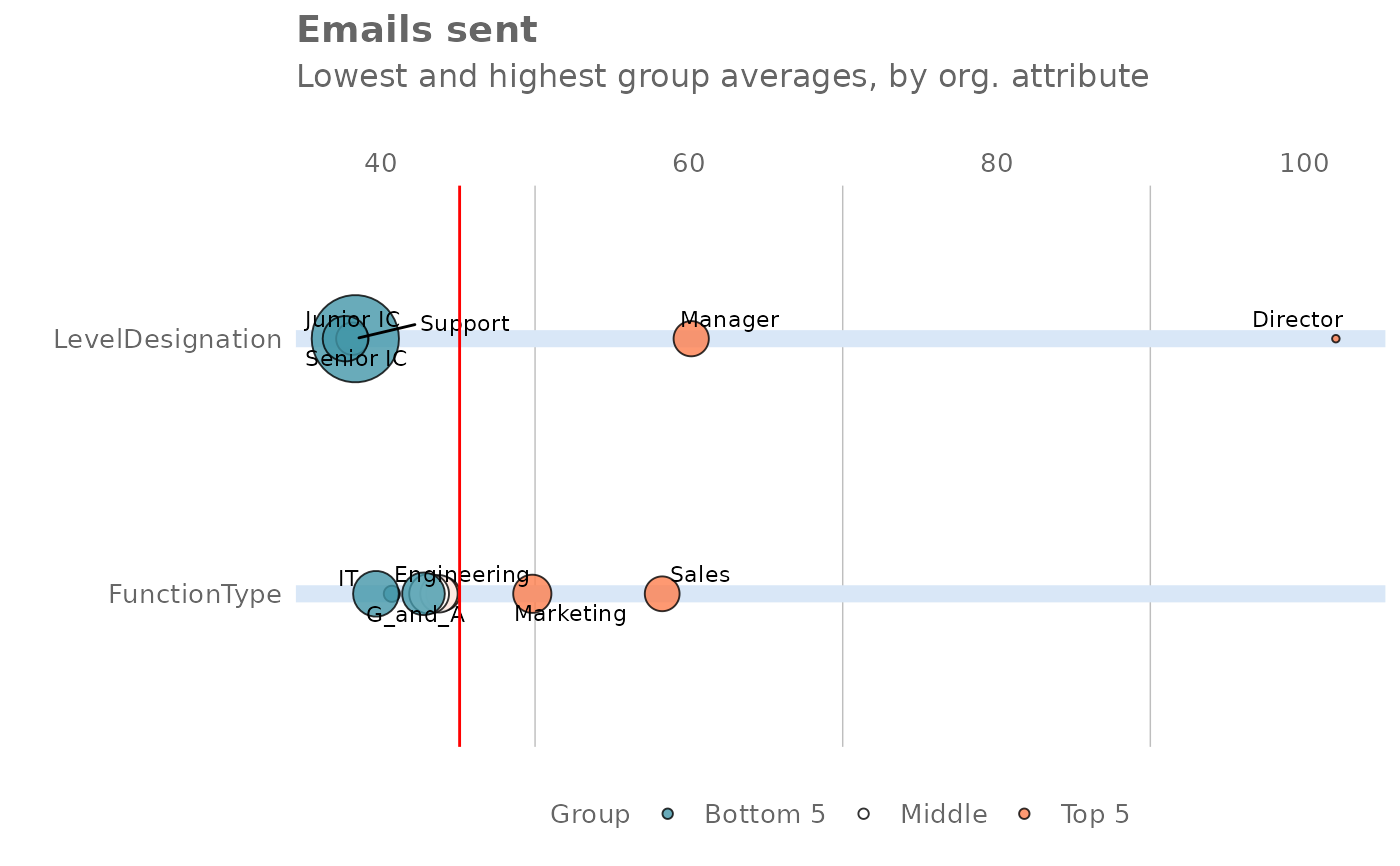 Emails sent
Lowest and highest group averages, by org. attribute
40 60 80 100
LevelDesignation
Junior IC
Support
Senior IC
Manager
Director
FunctionType
IT
Engineering
G_and_A
Marketing
Sales
Group Bottom 5 Middle Top 5